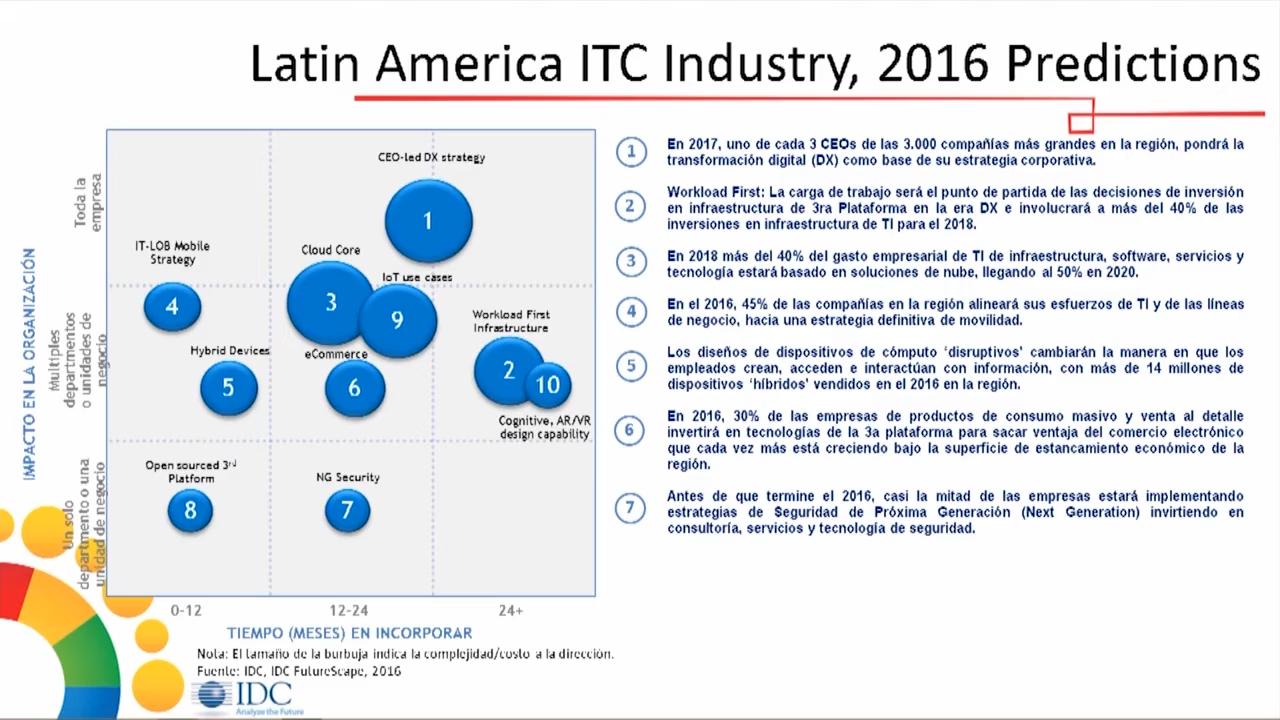 Latin America ITC Industry, 2016 Predictions
IMPACTO EN LA ORGANIZACIÓN
Toda la
empresa
Múltiples
departamentos
o unidades de
negocio
Un solo
departamento o una
unidad de negocio
CEO-led DX strategy
1
IT-LOB Mobile
Strategy
4
Cloud Core
3
IoT use cases
9
Workload First
Infrastructure
2
10
Cognitive, AR/VR
design capability
Hybrid Devices
5
eCommerce
6
Open sourced 3rd
Platform
8
NG Security
7
0-12
12-24
24+
TIEMPO (MESES) EN INCORPORAR
Nota: El tamaño de la burbuja indica la complejidad/costo a la dirección.
Fuente: IDC, IDC FutureScape, 2016
IDC
Analyze the Future
1
En 2017, uno de cada 3 CEOs de las 3.000 compañías más grandes en la región, pondrá la
transformación digital (DX) como base de su estrategia corporativa.
2
Workload First: La carga de trabajo será el punto de partida de las decisiones de inversión
en infraestructura de 3ra Plataforma en la era DX e involucrará a más del 40% de las
inversiones en infraestructura de TI para el 2018.
3
En 2018 más del 40% del gasto empresarial de TI de infraestructura, software, servicios y
tecnología estará basado en soluciones de nube, llegando al 50% en 2020.
4
En el 2016, 45% de las compañías en la región alineará sus esfuerzos de TI y de las líneas
de negocio, hacia una estrategia definitiva de movilidad.
5
Los diseños de dispositivos de cómputo ‘disruptivos’ cambiarán la manera en que los
empleados crean, acceden e interactúan con información, con más de 14 millones de
dispositivos ‘híbridos’ vendidos en el 2016 en la región.
6
En 2016, 30% de las empresas de productos de consumo masivo y venta al detalle
invertirá en tecnologías de la 3a plataforma para sacar ventaja del comercio electrónico
que cada vez más está creciendo bajo la superficie de estancamiento económico de la
región.
7
Antes de que termine el 2016, casi la mitad de las empresas estará implementando
estrategias de Seguridad de Próxima Generación (Next Generation) invirtiendo en
consultoría, servicios y tecnología de seguridad.